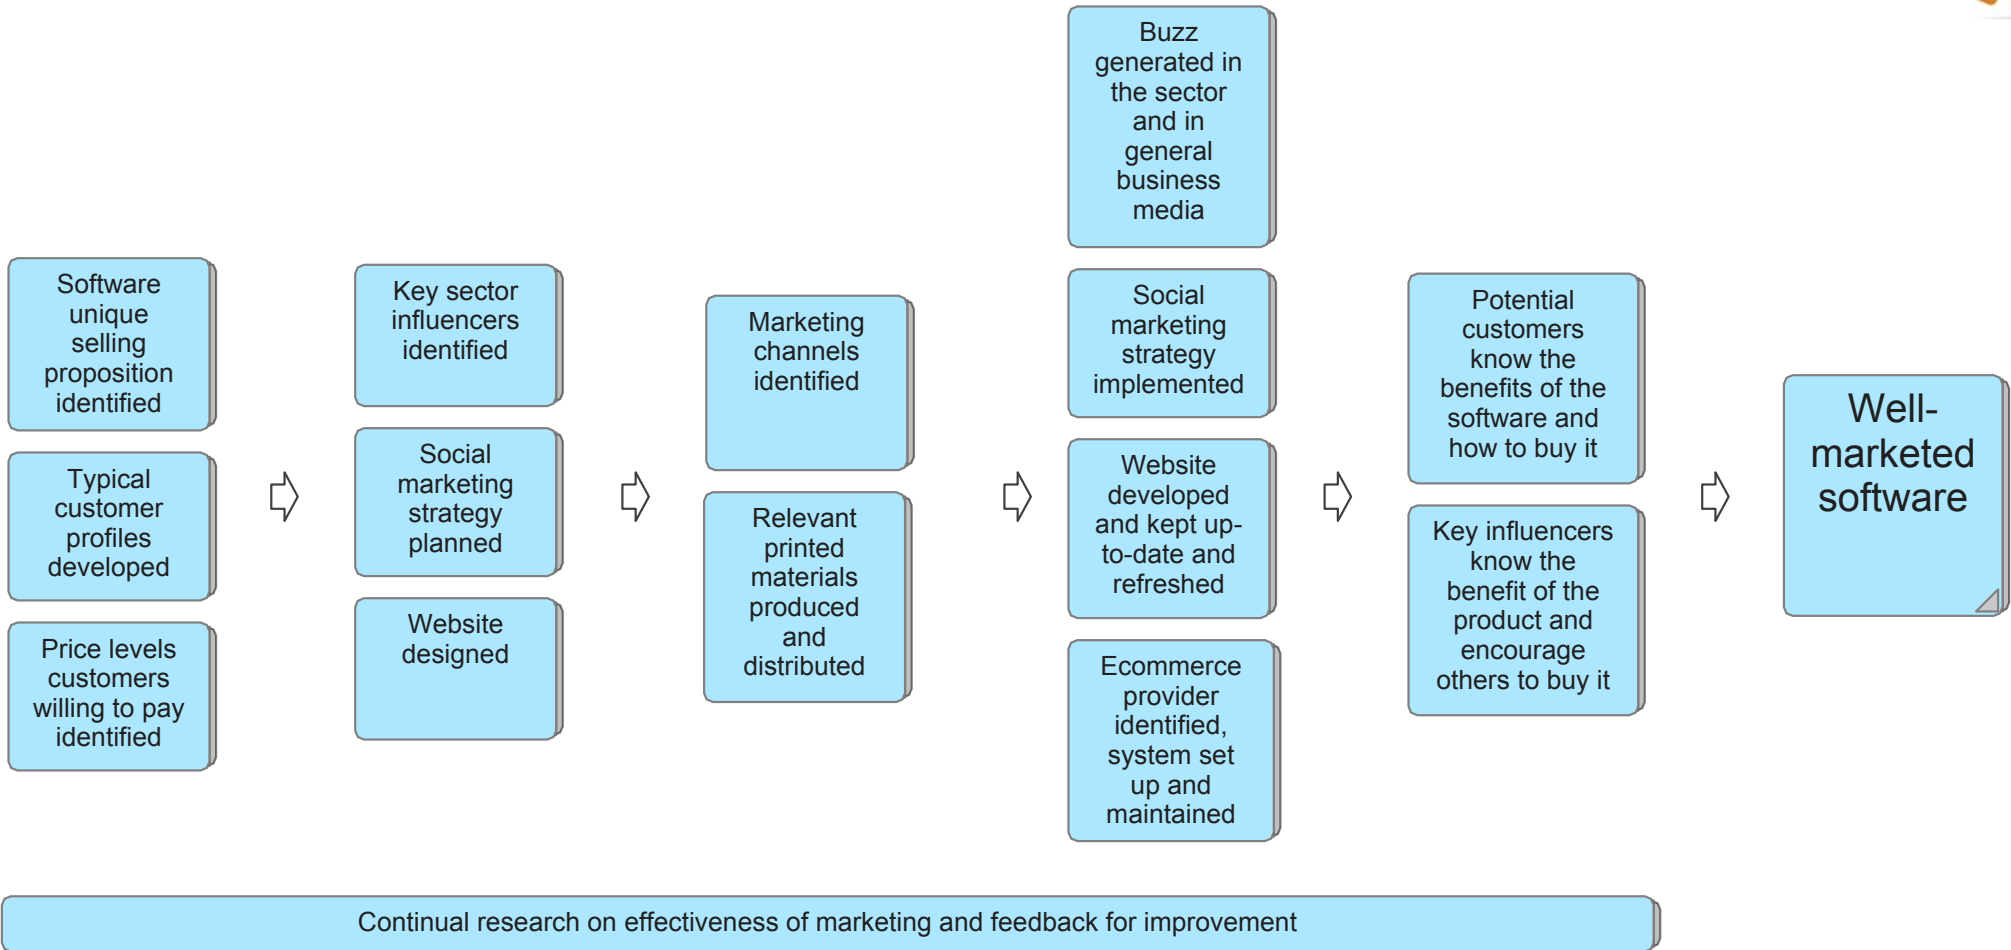 Software
unique
selling
proposition
identified
Typical
customer
profiles
developed
Price levels
customers
willing to pay
identified
Key sector
influencers
identified
Social
marketing
strategy
planned
Website
designed
Marketing
channels
identified
Relevant
printed
materials
produced
and
distributed
Buzz
generated in
the sector
and in
general
business
media
Social
marketing
strategy
implemented
Website
developed
and kept up-
to-date and
refreshed
Ecommerce
provider
identified,
system set
up and
maintained
Potential
customers
know the
benefits of the
software and
how to buy it
Key influencers
know the
benefit of the
product and
encourage
others to buy it
Well-
marketed
software
Continual research on effectiveness of marketing and feedback for improvement